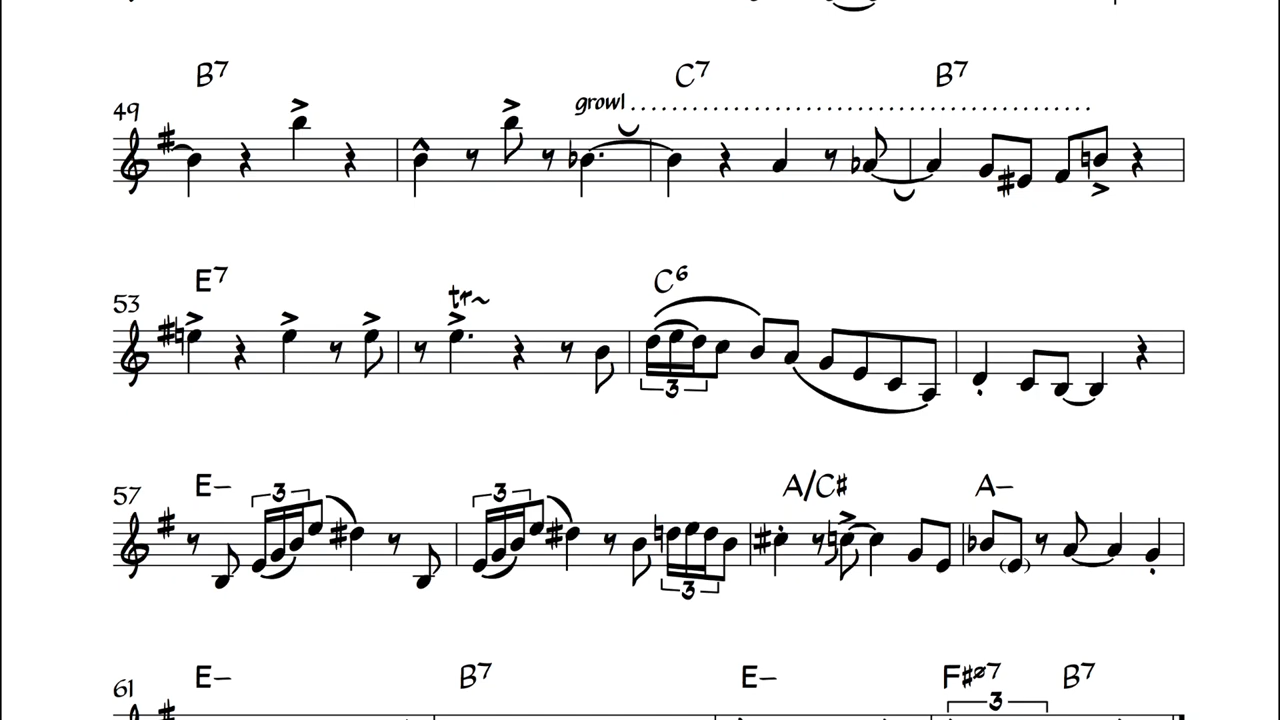 B7 C7 B7
growl
49
E7 tr C6
53
3
E– 3 3 A/C♯ A–
57
3
E– B7 E– F♯ø7 B7
61
3